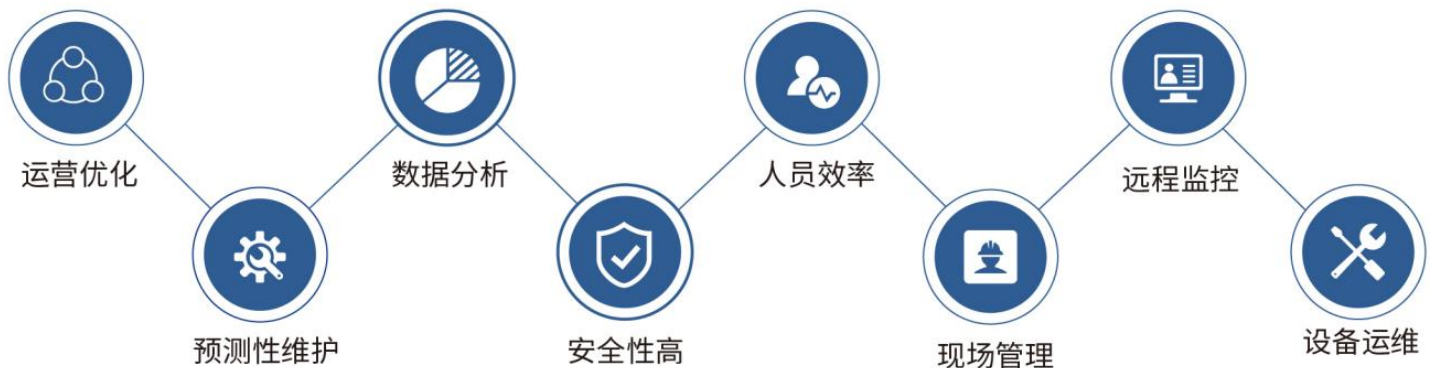 运营优化
预测性维护
数据分析
安全性高
人员效率
现场管理
远程监控
设备运维